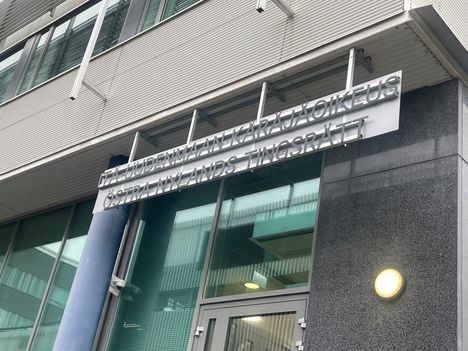 ITÄ-UUDENMAAN KÄRÄJÄOIKEUS
ÖSTRA NYLANDS TINGSRÄTT